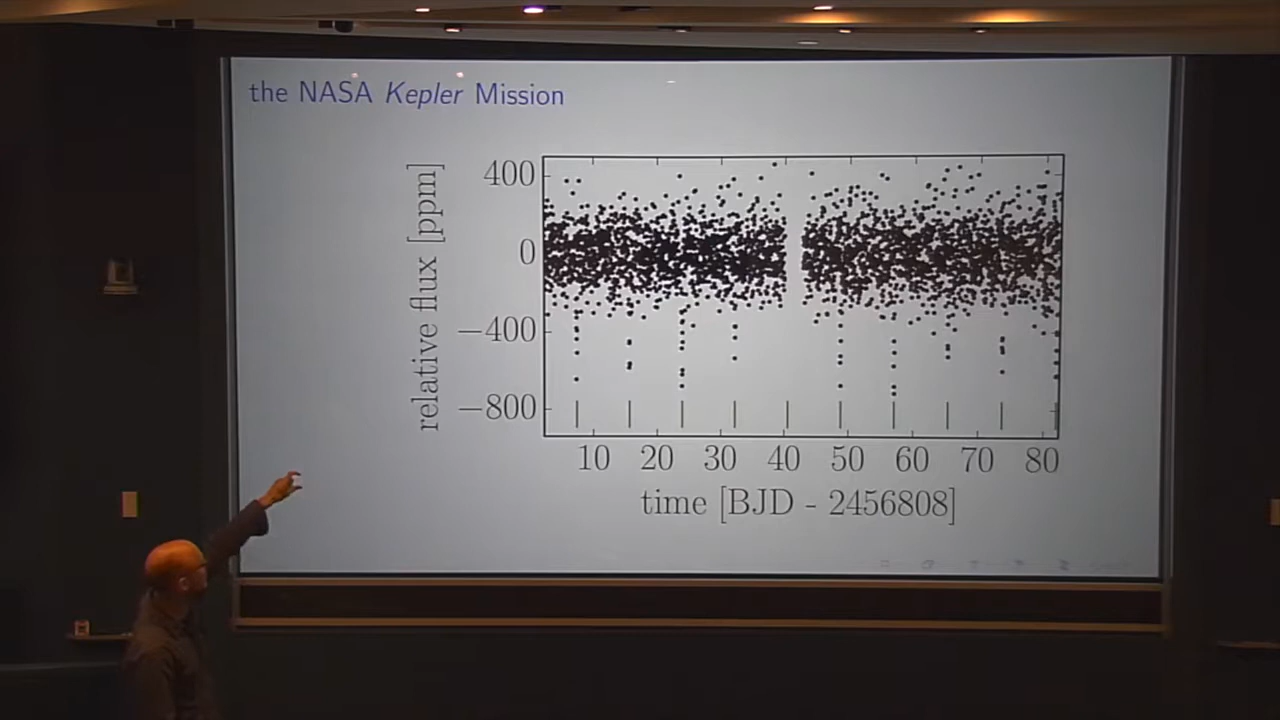 the NASA Kepler Mission
relative flux [ppm]
400
0
−400
−800
10 20 30 40 50 60 70 80
time [BJD - 2456808]